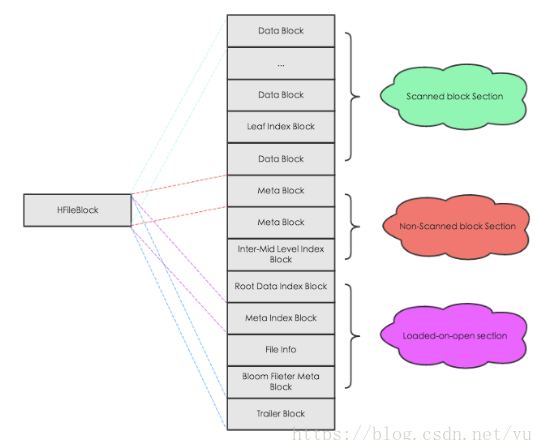 Data Block
...
Data Block
Leaf Index Block
Data Block
Meta Block
Meta Block
Inter-Mid Level Index
Block
Root Data Index Block
Meta Index Block
File Info
Bloom Fileter Meta
Block
Trailer Block
HFileBlock
Scanned block Section
Non-Scanned block Section
Loaded-on-open section
https://blog.csdn.net/yu